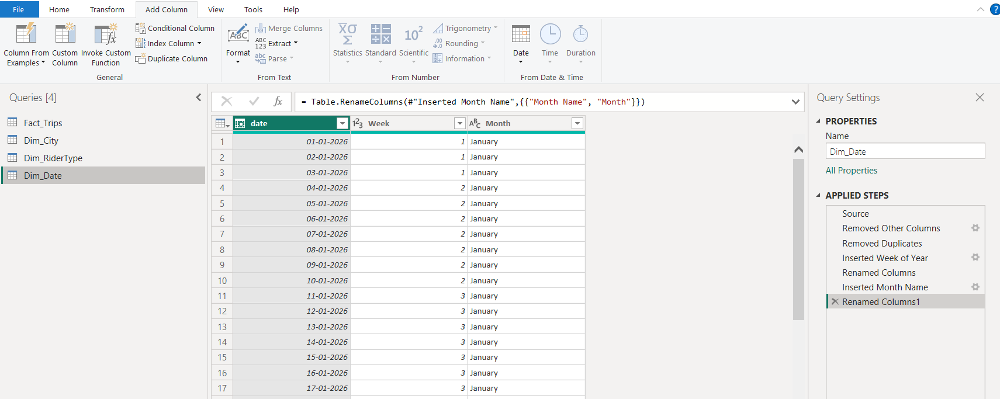 File Home Transform Add Column View Tools Help
Column From Examples
Custom Column
Invoke Custom Function
Conditional Column
Index Column
Duplicate Column
General
Format
Merge Columns
Extract
Parse
From Text
Statistics
Standard
Scientific
Trigonometry
Rounding
Information
From Number
Date
Time
Duration
From Date & Time
Queries [4]
Fact_Trips
Dim_City
Dim_RiderType
Dim_Date
fx = Table.RenameColumns(#"Inserted Month Name",{{"Month Name", "Month"}})
date 1²3 Week ABC Month
1 01-01-2026 1 January
2 02-01-2026 1 January
3 03-01-2026 1 January
4 04-01-2026 2 January
5 05-01-2026 2 January
6 06-01-2026 2 January
7 07-01-2026 2 January
8 08-01-2026 2 January
9 09-01-2026 2 January
10 10-01-2026 2 January
11 11-01-2026 3 January
12 12-01-2026 3 January
13 13-01-2026 3 January
14 14-01-2026 3 January
15 15-01-2026 3 January
16 16-01-2026 3 January
17 17-01-2026 3 January
Query Settings
PROPERTIES
Name
Dim_Date
All Properties
APPLIED STEPS
Source
Removed Other Columns
Removed Duplicates
Inserted Week of Year
Renamed Columns
Inserted Month Name
Renamed Columns1